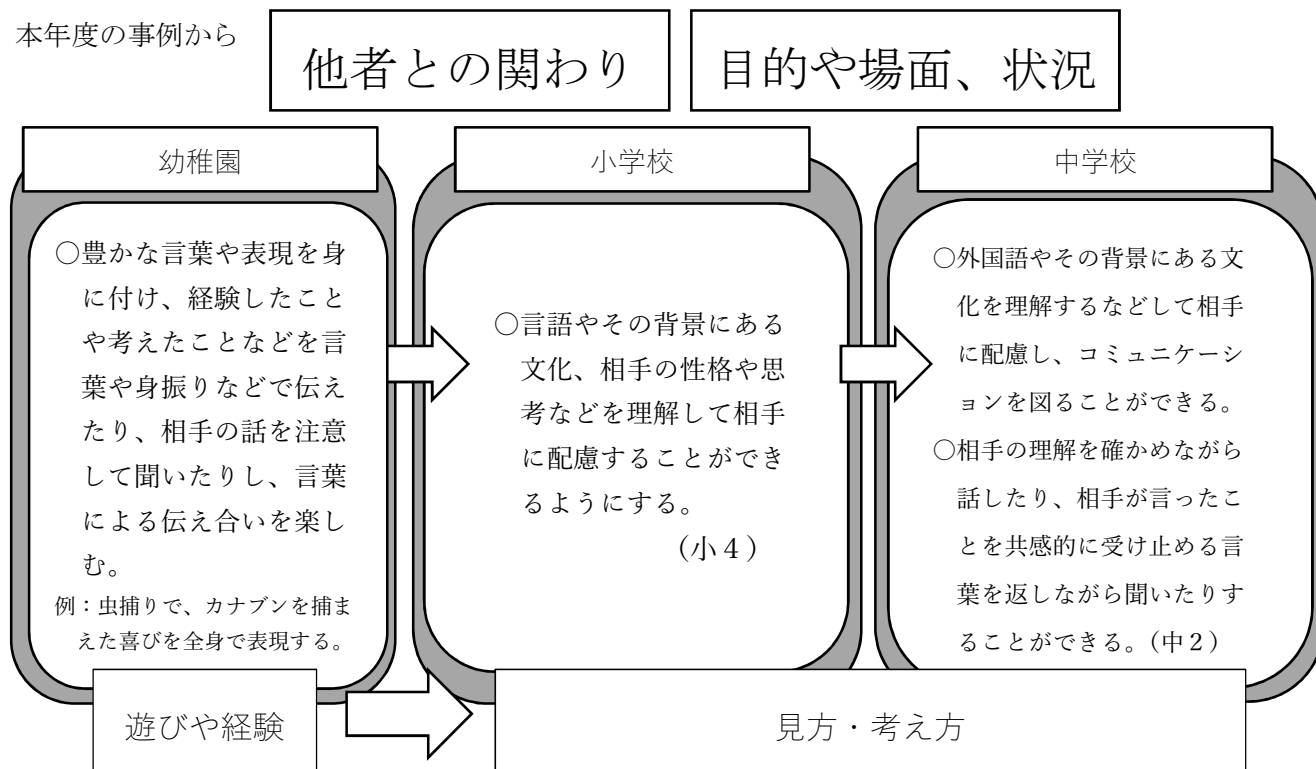 本年度の事例から
他者との関わり
目的や場面、状況
幼稚園
○豊かな言葉や表現を身
に付け、経験したこと
や考えたことなどを言
葉や身振りなどで伝え
たり、相手の話を注意
して聞いたりし、言葉
による伝え合いを楽し
む。
例：虫捕りで、カナブンを捕ま
えた喜びを全身で表現する。
小学校
○言語やその背景にある
文化、相手の性格や思
考などを理解して相手
に配慮することができ
るようにする。
（小４）
中学校
○外国語やその背景にある文
化を理解するなどして相手
に配慮し、コミュニケーシ
ョンを図ることができる。
○相手の理解を確かめながら
話したり、相手が言ったこ
とを共感的に受け止める言
葉を返しながら聞いたりす
ることができる。（中２）
遊びや経験
見方・考え方